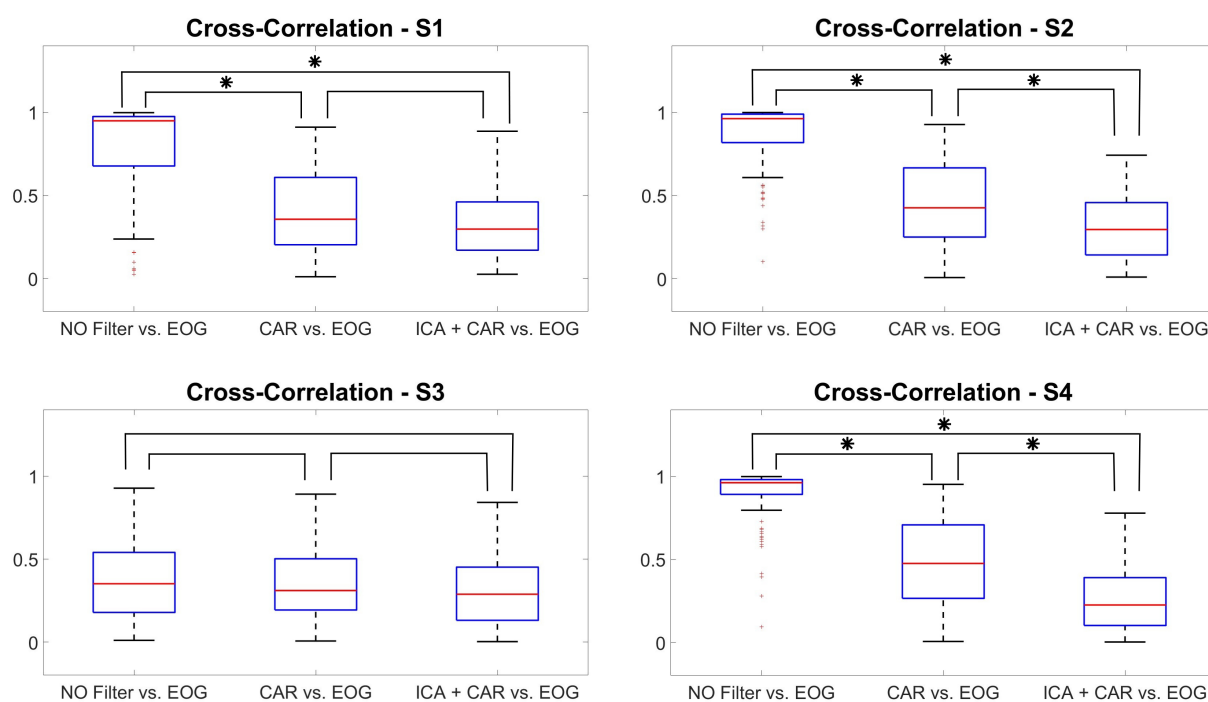 Cross-Correlation - S1
*
*
1
0.5
0
NO Filter vs. EOG CAR vs. EOG ICA + CAR vs. EOG
Cross-Correlation - S2
*
* *
1
0.5
0
NO Filter vs. EOG CAR vs. EOG ICA + CAR vs. EOG
Cross-Correlation - S3
1
0.5
0
NO Filter vs. EOG CAR vs. EOG ICA + CAR vs. EOG
Cross-Correlation - S4
*
* *
1
0.5
0
NO Filter vs. EOG CAR vs. EOG ICA + CAR vs. EOG